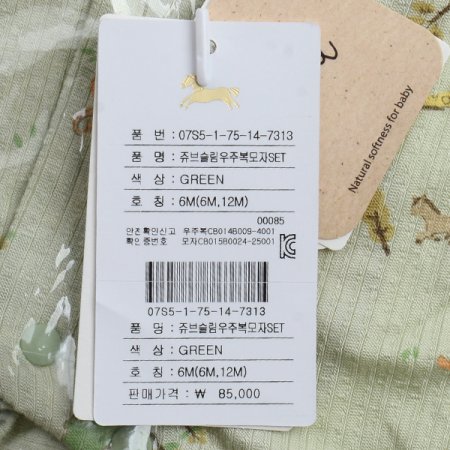 Natural softness for baby
품 번 : 07S5-1-75-14-7313
품 명 : 쥬브슬림우주복모자SET
색 상 : GREEN
호 칭 : 6M(6M,12M)
00085
안전확인신고 우주복CB014B009-4001
확인증번호 모자CB015B0024-25001
07S5-1-75-14-7313
품 명 : 쥬브슬림우주복모자SET
색 상 : GREEN
호 칭 : 6M(6M,12M)
판매가격 : ₩ 85,000